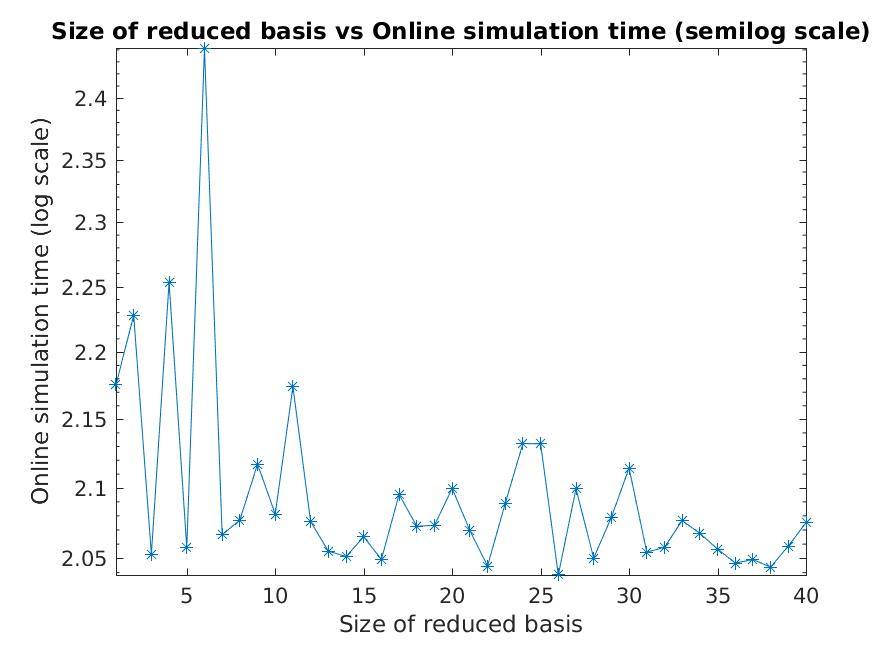 Size of reduced basis vs Online simulation time (semilog scale)
Online simulation time (log scale)
2.4
2.35
2.3
2.25
2.2
2.15
2.1
2.05
5 10 15 20 25 30 35 40
Size of reduced basis